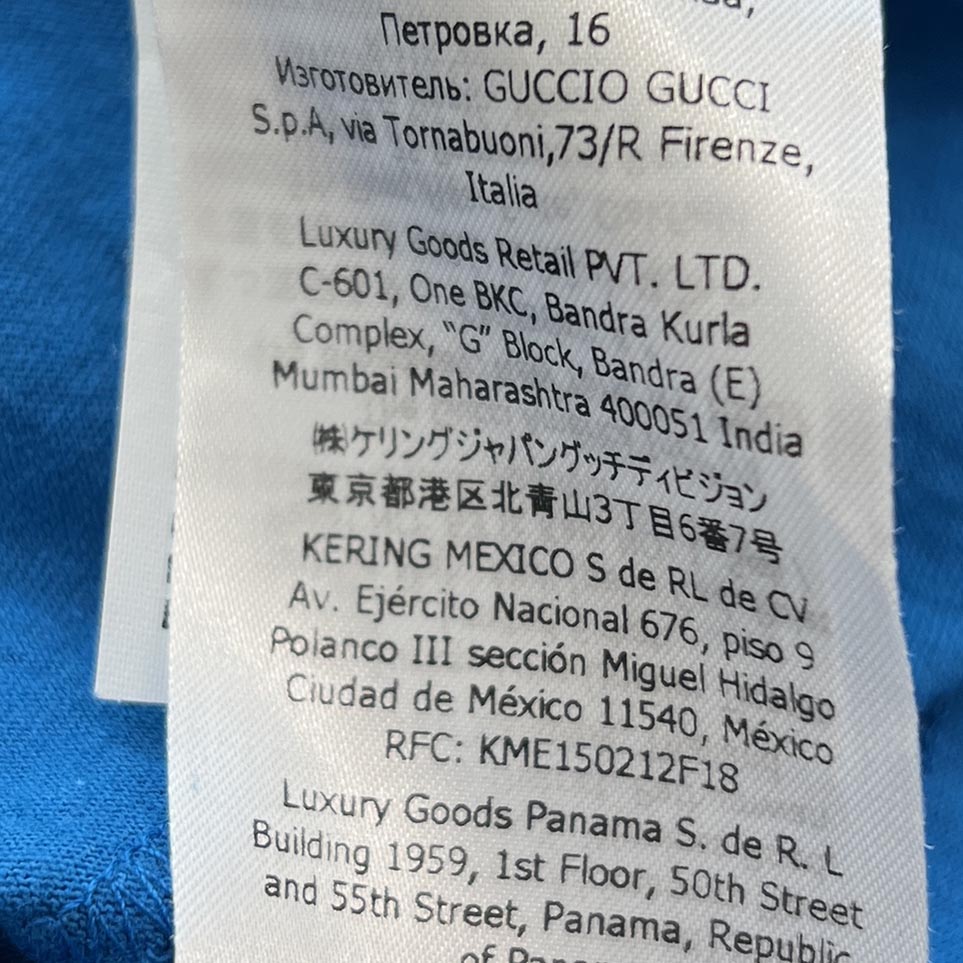 Петровка, 16
Изготовитель: GUCCIO GUCCI
S.p.A, via Tornabuoni,73/R Firenze,
Italia
Luxury Goods Retail PVT. LTD.
C-601, One BKC, Bandra Kurla
Complex, “G” Block, Bandra (E)
Mumbai Maharashtra 400051 India
㈱ケリングジャパングッチディビジョン
東京都港区北青山3丁目6番7号
KERING MEXICO S de RL de CV
Av. Ejército Nacional 676, piso 9
Polanco III sección Miguel Hidalgo
Ciudad de México 11540, México
RFC: KME150212F18
Luxury Goods Panama S. de R. L
Building 1959, 1st Floor, 50th Street
and 55th Street, Panama, Republic
of